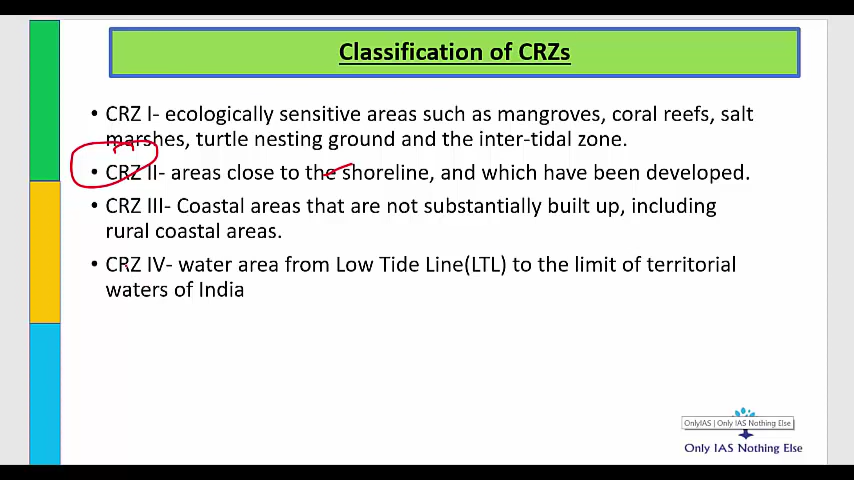 Classification of CRZs
• CRZ I- ecologically sensitive areas such as mangroves, coral reefs, salt
marshes, turtle nesting ground and the inter-tidal zone.
• CRZ II- areas close to the shoreline, and which have been developed.
• CRZ III- Coastal areas that are not substantially built up, including
rural coastal areas.
• CRZ IV- water area from Low Tide Line(LTL) to the limit of territorial
waters of India
OnlyIAS | Only IAS Nothing Else
Only IAS Nothing Else